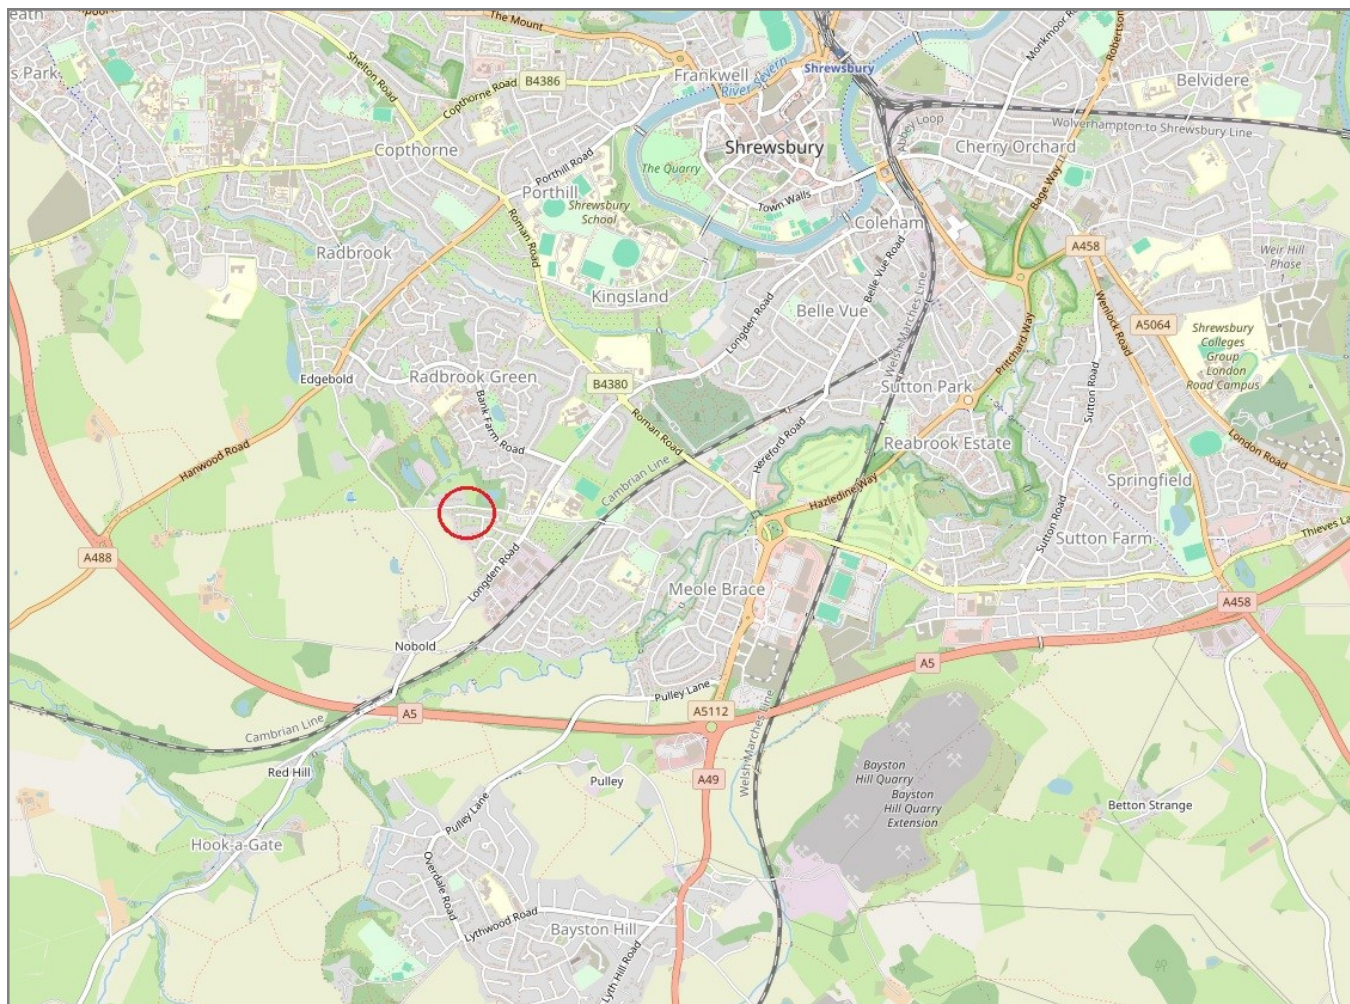 The Mount
Monkmoor R
Robertson
eath
s Park
Shelton Road
Copthorne Road
B4386
Frankwell
River Severn
Shrewsbury
Belvidere
Abbey Loop
Wolverhampton to Shrewsbury Line
Copthorne
Porthill Road
The Quarry
Shrewsbury
Cherry Orchard
Porthill
Shrewsbury
School
Town Walls
Bage Way
Roman Road
Coleham
A458
Weir Hill
Phase
1
Radbrook
Kingsland
Belle Vue Road
Longden Road
Belle Vue
Welsh Marches Line
Pritchard Way
Wenlock Road
A5064
Shrewsbury
Colleges
Group
London
Road Campus
Edgebold
Radbrook Green
B4380
Sutton Park
Sutton Road
Bank Farm Road
Roman Road
Hereford Road
Reabrook Estate
London Road
Hanwood Road
Cambrian Line
Hazledine Way
Springfield
Sutton Road
Sutton Farm
Thieves La
A488
Longden Road
Meole Brace
A458
Nobold
A5
Pulley Lane
A5
A5112
Cambrian Line
Welsh Marches Line
Red Hill
Pulley
A49
Bayston
Hill Quarry
Bayston
Hill Quarry
Extension
Betton Strange
Pulley Lane
Hook-a-Gate
Overdale Road
Lythwood Road
Bayston Hill
Lyth Hill Road